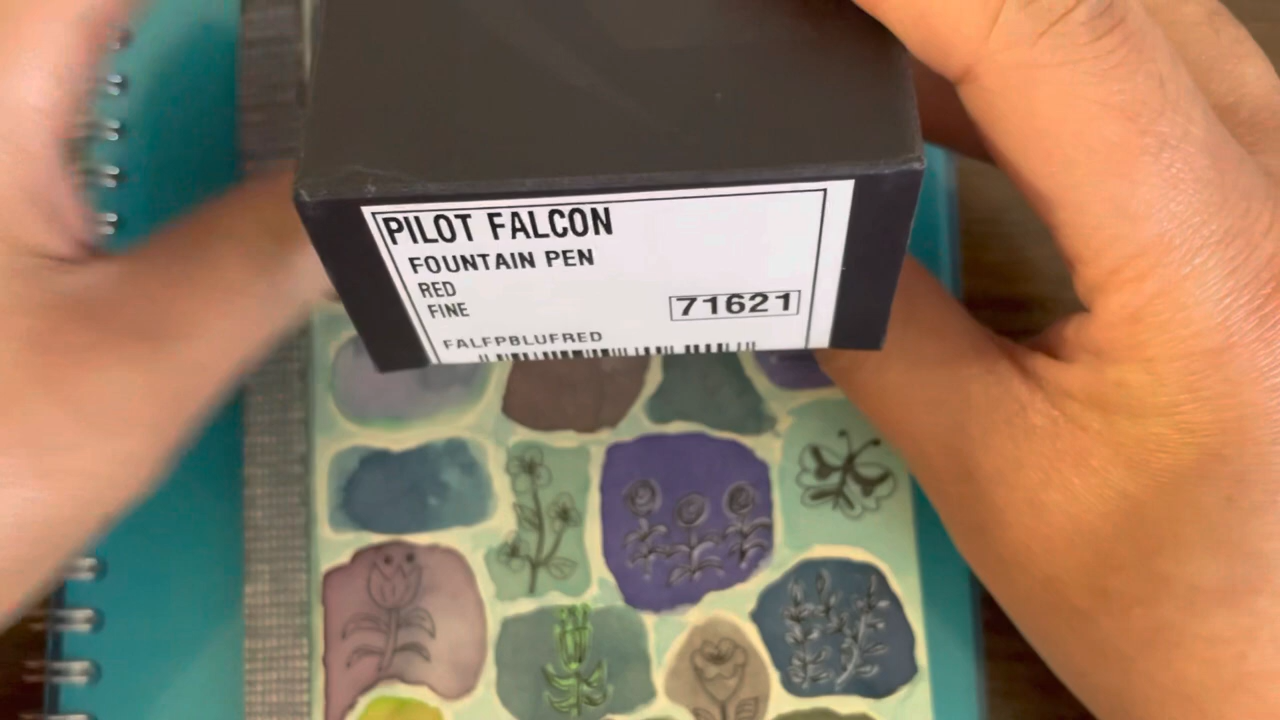 PILOT FALCON
FOUNTAIN PEN
RED
FINE
71621
FALFPBLUFRED